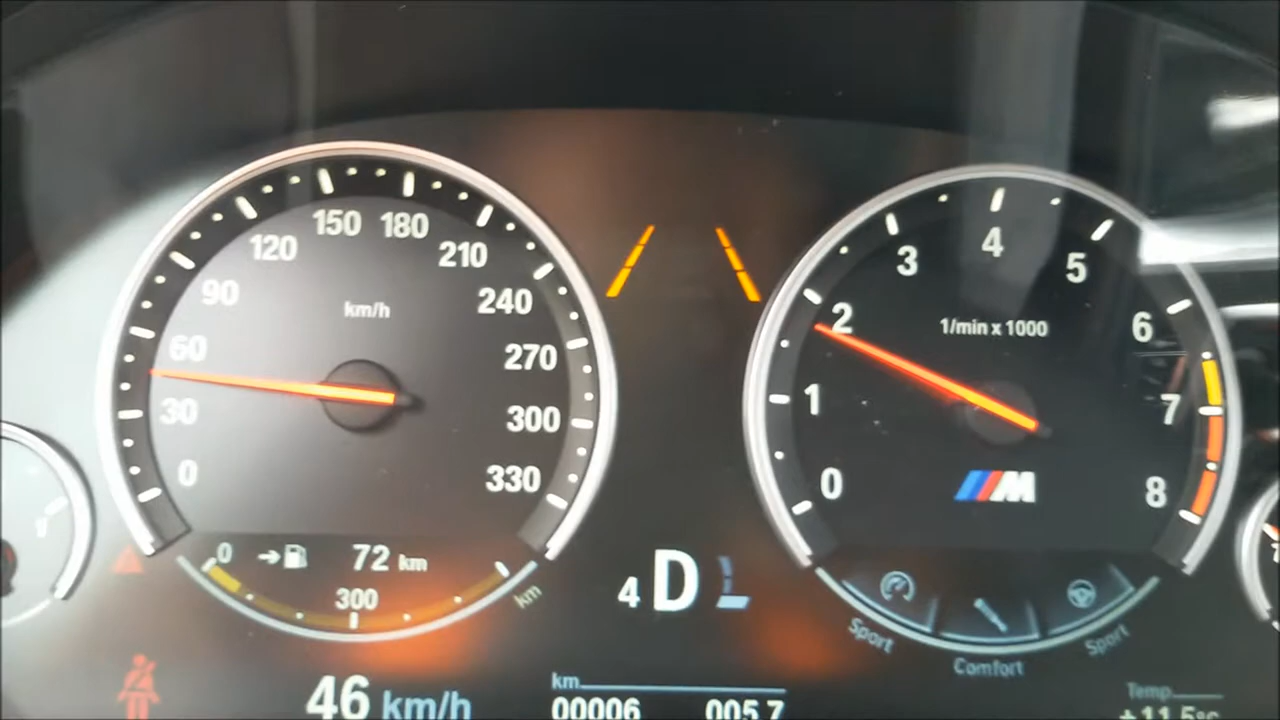 0
30
60
90
120
150
180
210
240
270
300
330
km/h
0
72 km
300
km
46 km/h
4 D
km
00006 005.7
0
1
2
3
4
5
6
7
8
1/min x 1000
M
Sport
Comfort
Sport
Temp
+11.5°C